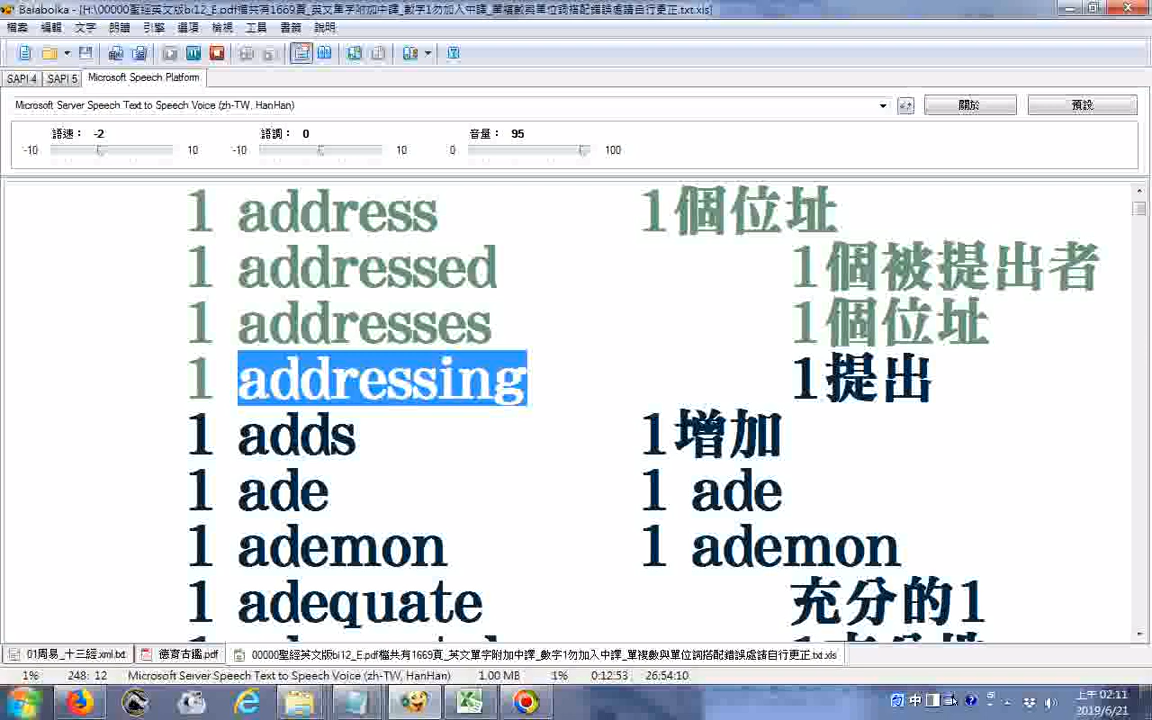 Balabolka - [H:\00000聖經英文版bi12_E.pdf檔共有1669頁_英文單字附加中譯_數字1勿加入中譯_單複數與單位詞搭配錯誤處請自行更正.txt.xls]
檔案 編輯 文字 朗讀 引擎 選項 檢視 工具 書籤 說明
SAPI 4 SAPI 5 Microsoft Speech Platform
Microsoft Server Speech Text to Speech Voice (zh-TW, HanHan) 關於 預設
語速： -2 語調： 0 音量： 95
-10 10 -10 10 0 100
1 address 1個位址
1 addressed 1個被提出者
1 addresses 1個位址
1 addressing 1提出
1 adds 1增加
1 ade 1 ade
1 ademon 1 ademon
1 adequate 充分的1
01周易_十三經.xml.txt 德育古鑑.pdf 00000聖經英文版bi12_E.pdf檔共有1669頁_英文單字附加中譯_數字1勿加入中譯_單複數與單位詞搭配錯誤處請自行更正.txt.xls
1% 248: 12 Microsoft Server Speech Text to Speech Voice (zh-TW, HanHan) 1.00 MB 1% 0:12:53 26:54:10
中 上午 02:11
2019/6/21